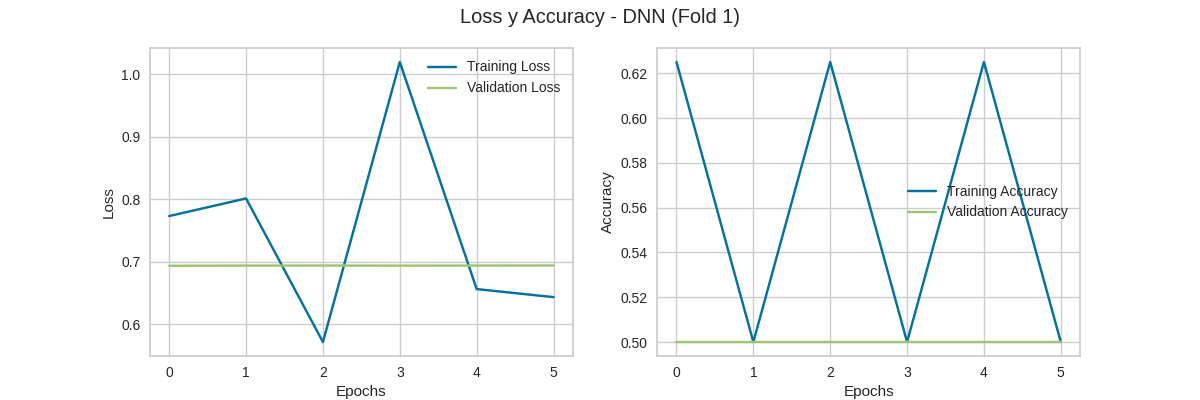 Loss y Accuracy - DNN (Fold 1)
Loss
1.0
0.9
0.8
0.7
0.6
Training Loss
Validation Loss
0 1 2 3 4 5
Epochs
Accuracy
0.62
0.60
0.58
0.56
0.54
0.52
0.50
Training Accuracy
Validation Accuracy
0 1 2 3 4 5
Epochs